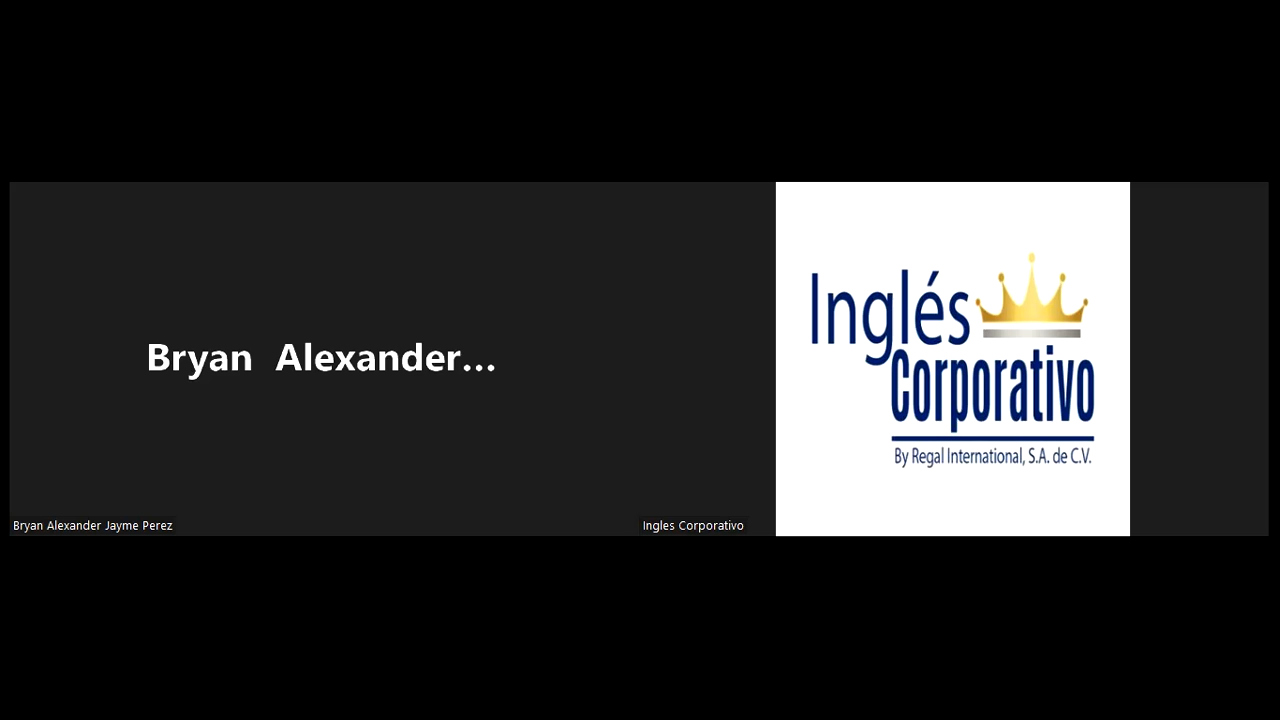 Bryan Alexander...
Bryan Alexander Jayme Perez
Inglés
Corporativo
By Regal International, S.A. de C.V.
Ingles Corporativo